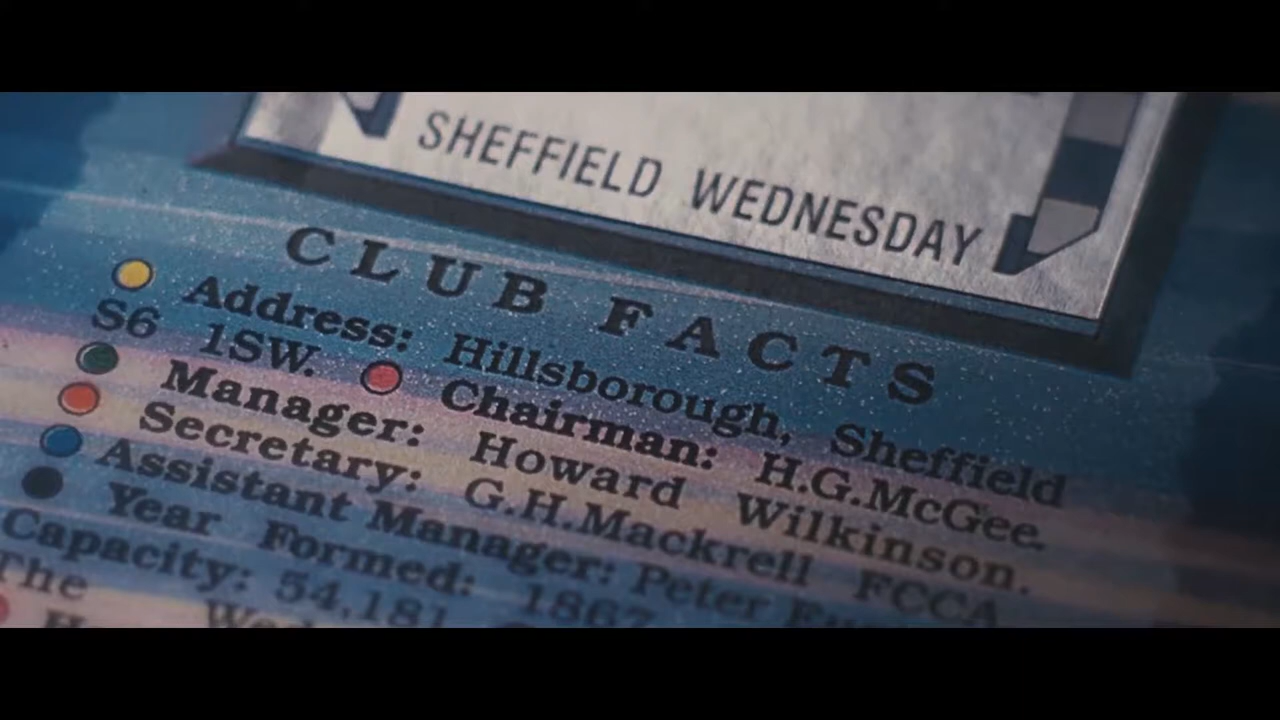 SHEFFIELD WEDNESDAY
CLUB FACTS
Address: Hillsborough, Sheffield
S6 1SW. Chairman: H.G.McGee.
Manager: Howard Wilkinson.
Secretary: G.H.Mackrell FCCA
Assistant Manager: Peter
Year Formed: 1867
Capacity: 54,181
The